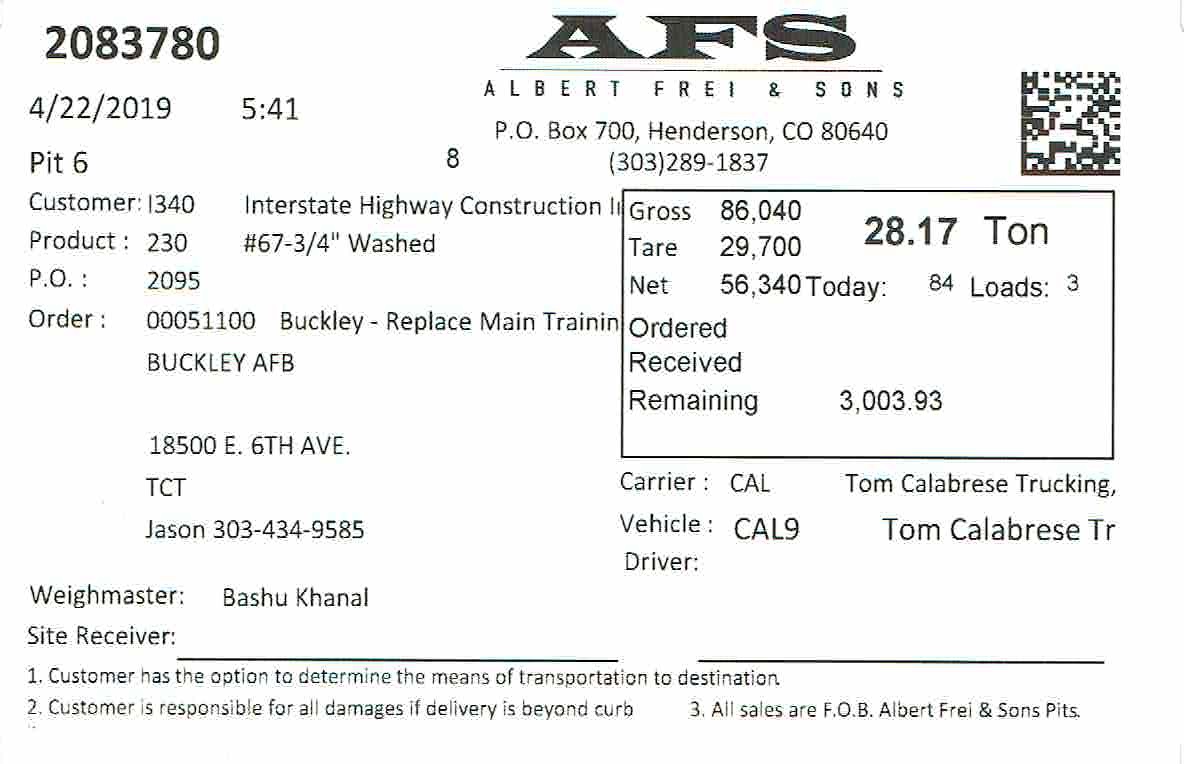 2083780
AFS
ALBERT FREI & SONS
4/22/2019 5:41
P.O. Box 700, Henderson, CO 80640
Pit 6 8 (303)289-1837
Customer: I340 Interstate Highway Construction I
Product : 230 #67-3/4" Washed
P.O. : 2095
Order : 00051100 Buckley - Replace Main Trainin
BUCKLEY AFB
18500 E. 6TH AVE.
TCT
Jason 303-434-9585
Gross 86,040 28.17 Ton
Tare 29,700
Net 56,340 Today: 84 Loads: 3
Ordered
Received
Remaining 3,003.93
Carrier : CAL Tom Calabrese Trucking,
Vehicle : CAL9 Tom Calabrese Tr
Driver:
Weighmaster: Bashu Khanal
Site Receiver:
1. Customer has the option to determine the means of transportation to destination.
2. Customer is responsible for all damages if delivery is beyond curb 3. All sales are F.O.B. Albert Frei & Sons Pits.